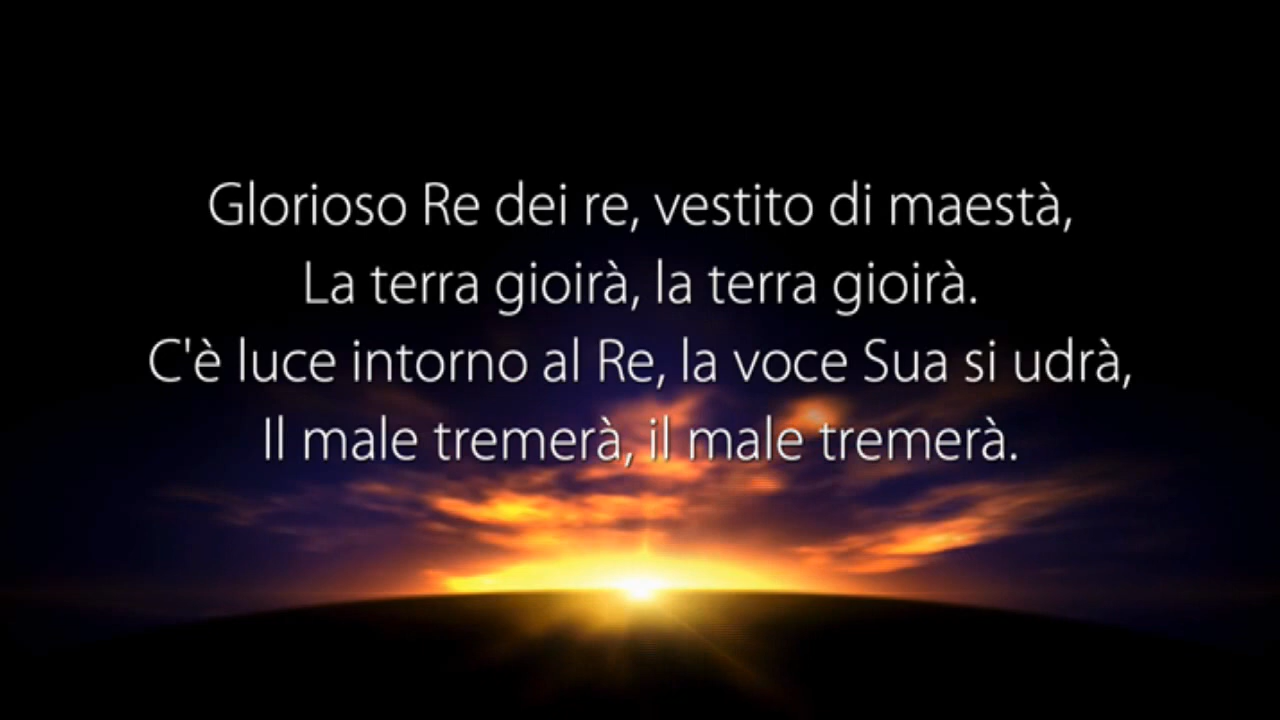 Glorioso Re dei re, vestito di maestà,
La terra gioirà, la terra gioirà.
C'è luce intorno al Re, la voce Sua si udrà,
Il male tremerà, il male tremerà.